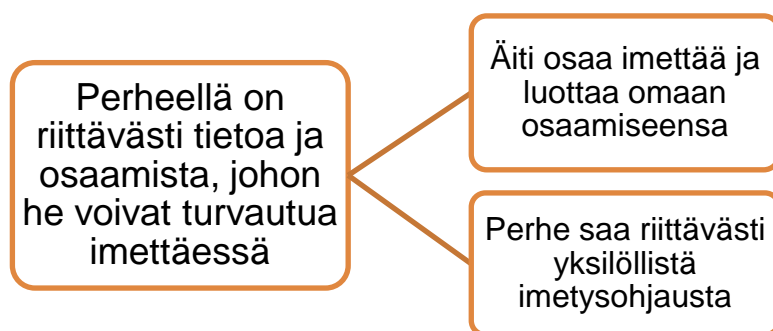 Perheellä on
riittävästi tietoa ja
osaamista, johon
he voivat turvautua
imettäessä
Äiti osaa imettää ja
luottaa omaan
osaamiseensa
Perhe saa riittävästi
yksilöllistä
imetysohjausta